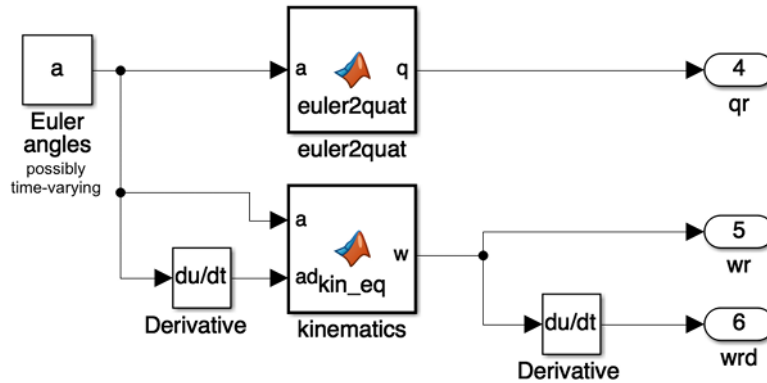 a
Euler
angles
possibly
time-varying
a
q
euler2quat
euler2quat
4
qr
du/dt
Derivative
a
ad
w
kin_eq
kinematics
5
wr
du/dt
Derivative
6
wrd